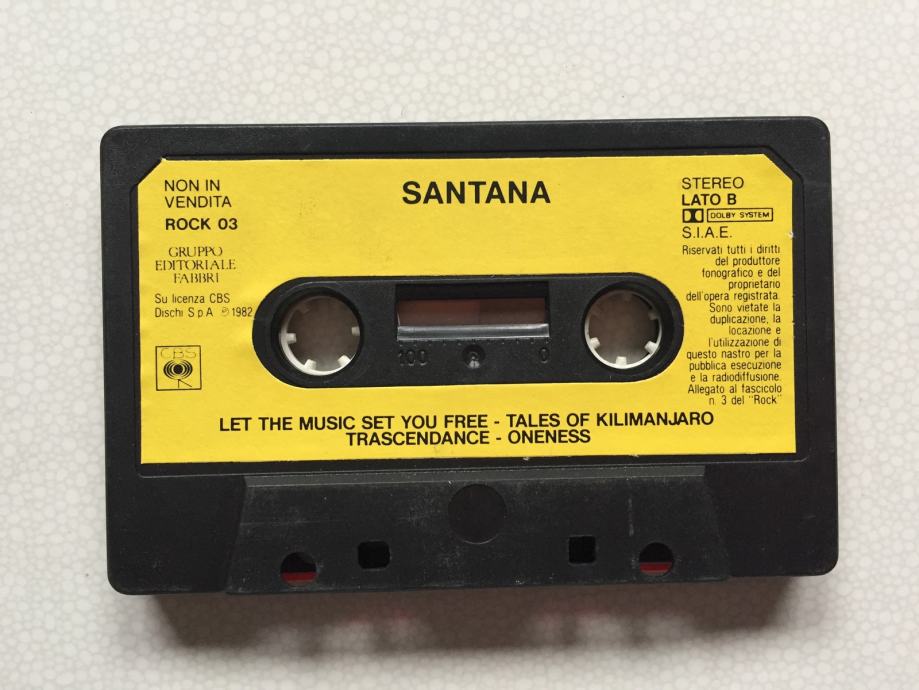 NON IN
VENDITA
ROCK 03
GRUPPO
EDITORIALE
FABBRI
Su licenza CBS
Dischi S.p.A. ℗ 1982
CBS
SANTANA
STEREO
LATO B
DOLBY SYSTEM
S.I.A.E.
Riservati tutti i diritti
del produttore
fonografico e del
proprietario
dell'opera registrata.
Sono vietate la
duplicazione, la
locazione e
l'utilizzazione di
questo nastro per la
pubblica esecuzione
e la radiodiffusione.
Allegato al fascicolo
n. 3 del "Rock"
100 0
LET THE MUSIC SET YOU FREE - TALES OF KILIMANJARO
TRASCENDANCE - ONENESS